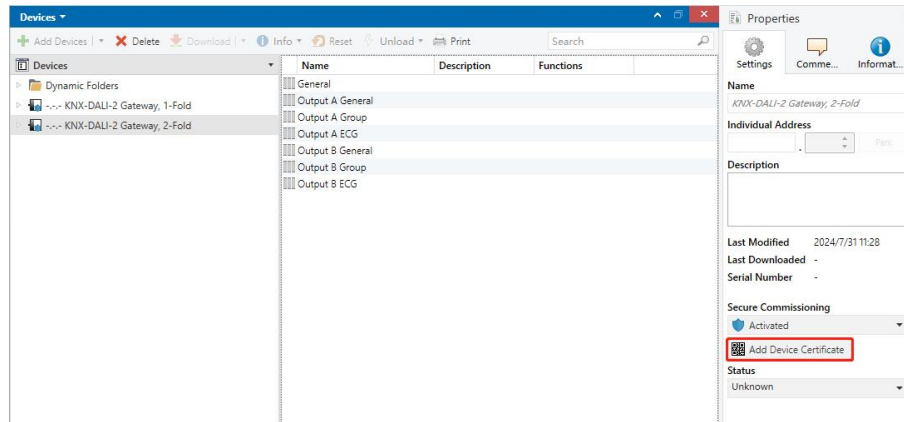 Devices
Add Devices Delete Download Info Reset Unload Print Search
Devices
Dynamic Folders
-.-.- KNX-DALI-2 Gateway, 1-Fold
-.-.- KNX-DALI-2 Gateway, 2-Fold
Name Description Functions
General
Output A General
Output A Group
Output A ECG
Output B General
Output B Group
Output B ECG
Properties
Settings Comme... Informat...
Name
KNX-DALI-2 Gateway, 2-Fold
Individual Address
. Park
Description
Last Modified 2024/7/31 11:28
Last Downloaded -
Serial Number -
Secure Commissioning
Activated
Add Device Certificate
Status
Unknown